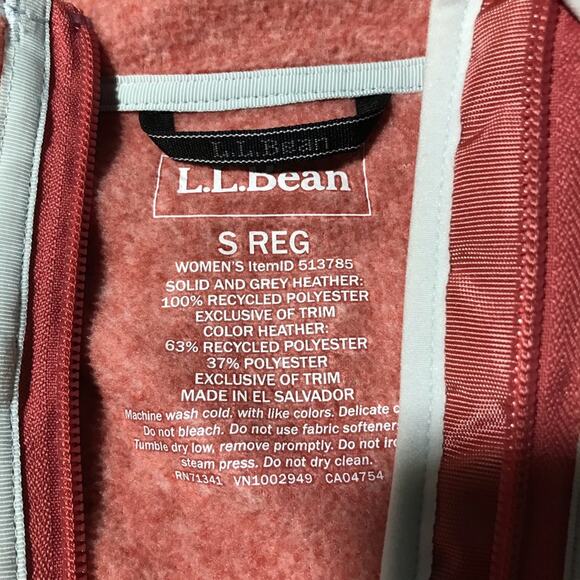 L.L.Bean
L.L.Bean
S REG
WOMEN'S ItemID 513785
SOLID AND GREY HEATHER:
100% RECYCLED POLYESTER
EXCLUSIVE OF TRIM
COLOR HEATHER:
63% RECYCLED POLYESTER
37% POLYESTER
EXCLUSIVE OF TRIM
MADE IN EL SALVADOR
Machine wash cold, with like colors. Delicate c
Do not bleach. Do not use fabric softener
Tumble dry low, remove promptly. Do not iro
steam press. Do not dry clean.
RN71341 VN1002949 CA04754